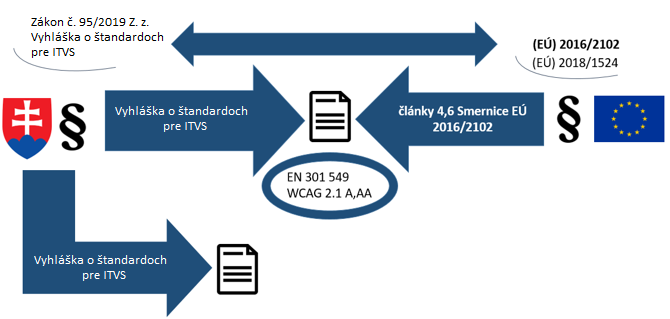 Zákon č. 95/2019 Z. z.
Vyhláška o štandardoch
pre ITVS
(EÚ) 2016/2102
(EÚ) 2018/1524
§
Vyhláška o štandardoch
pre ITVS
články 4,6 Smernice EÚ
2016/2102
§
EN 301 549
WCAG 2.1 A,AA
Vyhláška o štandardoch
pre ITVS